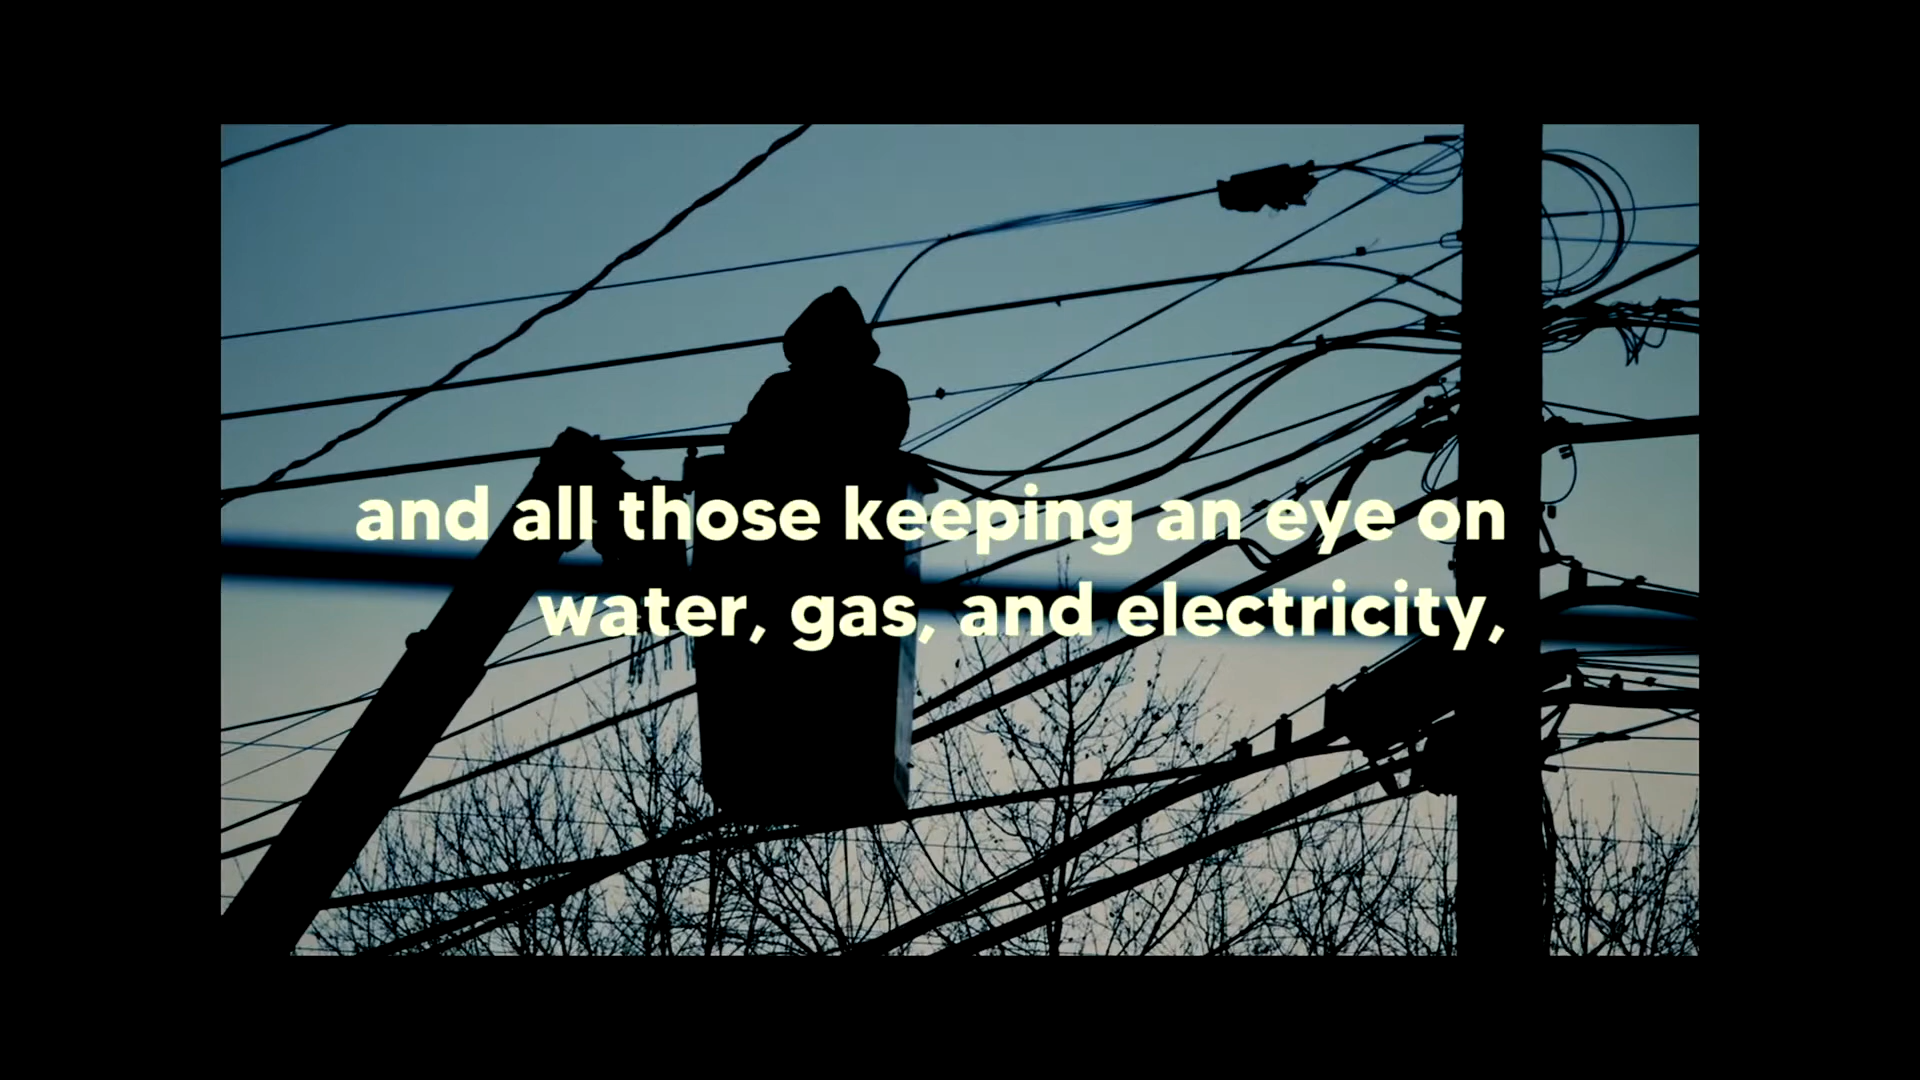 and all those keeping an eye on
water, gas, and electricity,